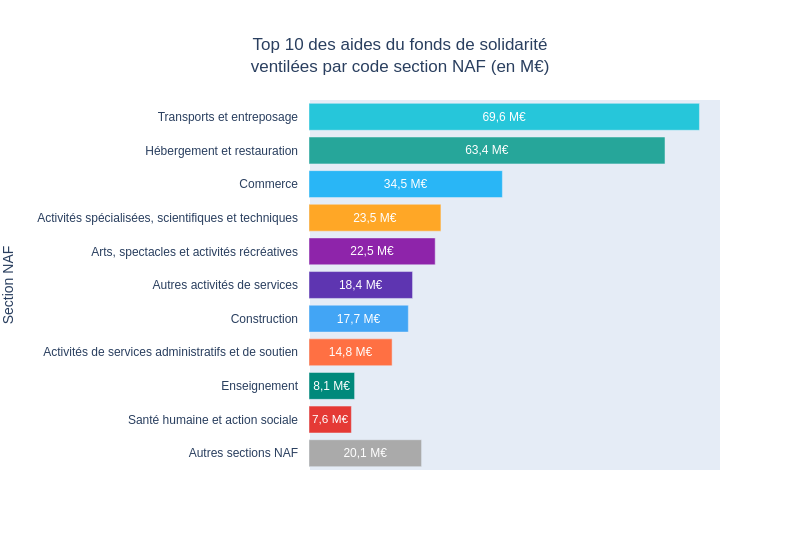 Top 10 des aides du fonds de solidarité
ventilées par code section NAF (en M€)
Section NAF
Transports et entreposage 69,6 M€
Hébergement et restauration 63,4 M€
Commerce 34,5 M€
Activités spécialisées, scientifiques et techniques 23,5 M€
Arts, spectacles et activités récréatives 22,5 M€
Autres activités de services 18,4 M€
Construction 17,7 M€
Activités de services administratifs et de soutien 14,8 M€
Enseignement 8,1 M€
Santé humaine et action sociale 7,6 M€
Autres sections NAF 20,1 M€